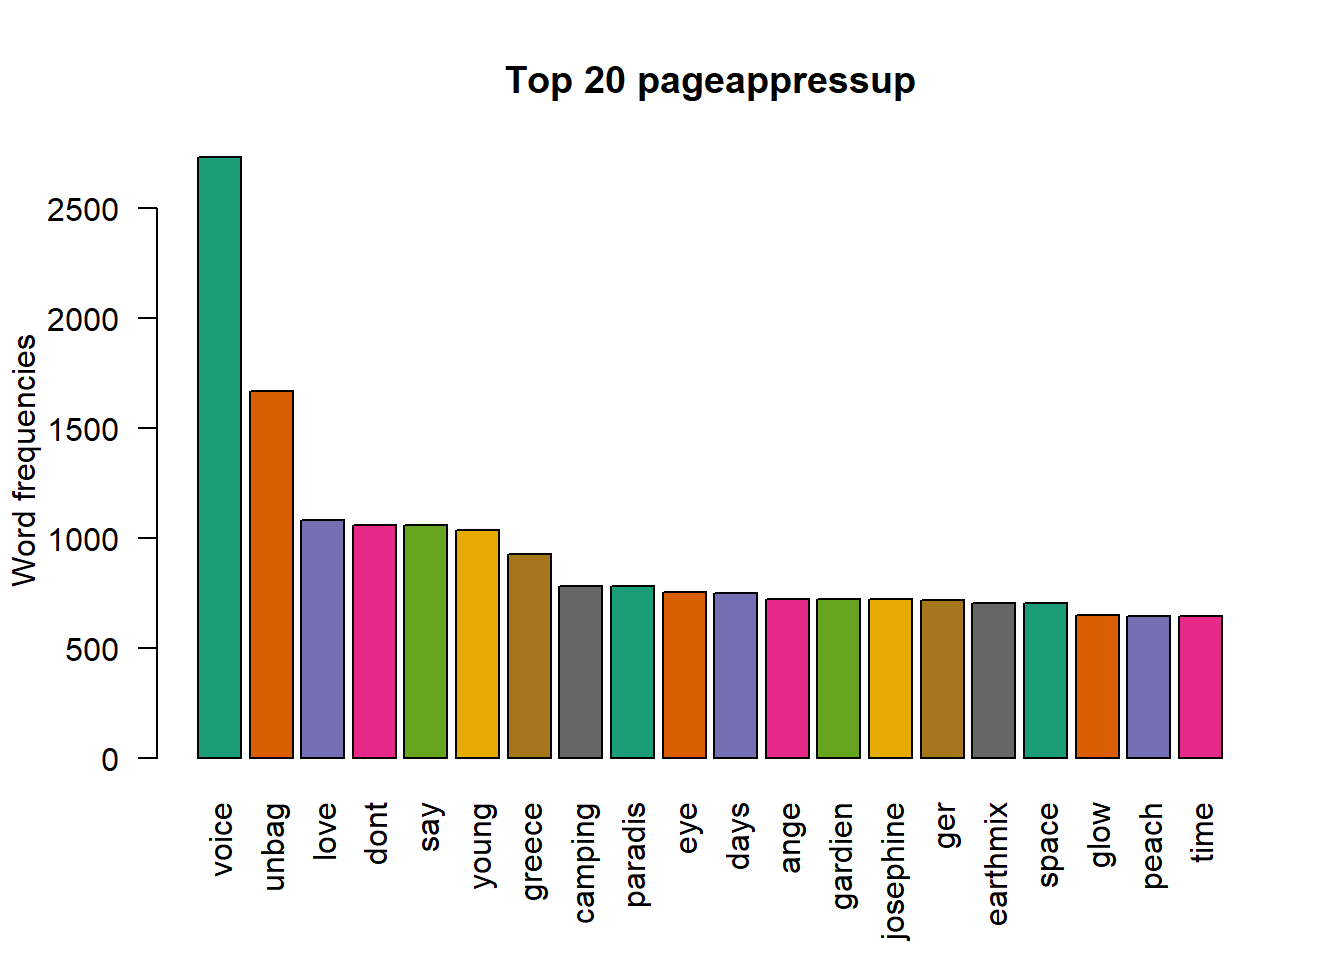 Top 20 pageappressup
Word frequencies
2500
2000
1500
1000
500
0
voice
unbag
love
dont
say
young
greece
camping
paradis
eye
days
ange
gardien
josephine
ger
earthmix
space
glow
peach
time